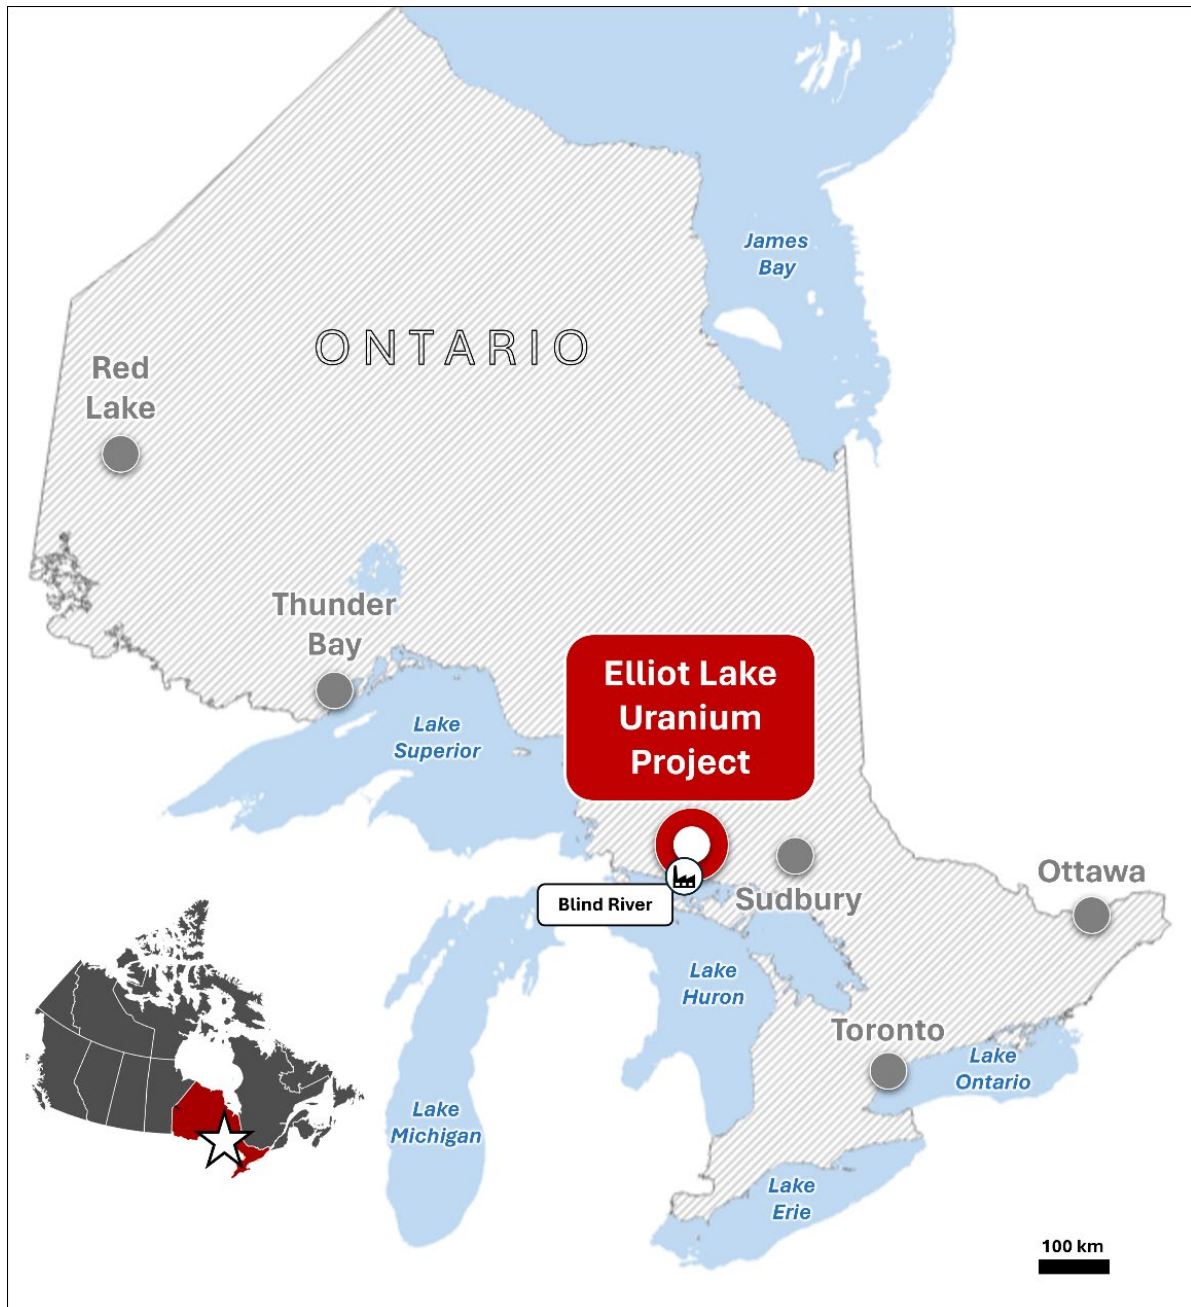 James
Bay
ONTARIO
Red
Lake
Thunder
Bay
Elliot Lake
Uranium
Project
Lake
Superior
Ottawa
Sudbury
Blind River
Lake
Huron
Toronto
Lake
Ontario
Lake
Michigan
Lake
Erie
100 km